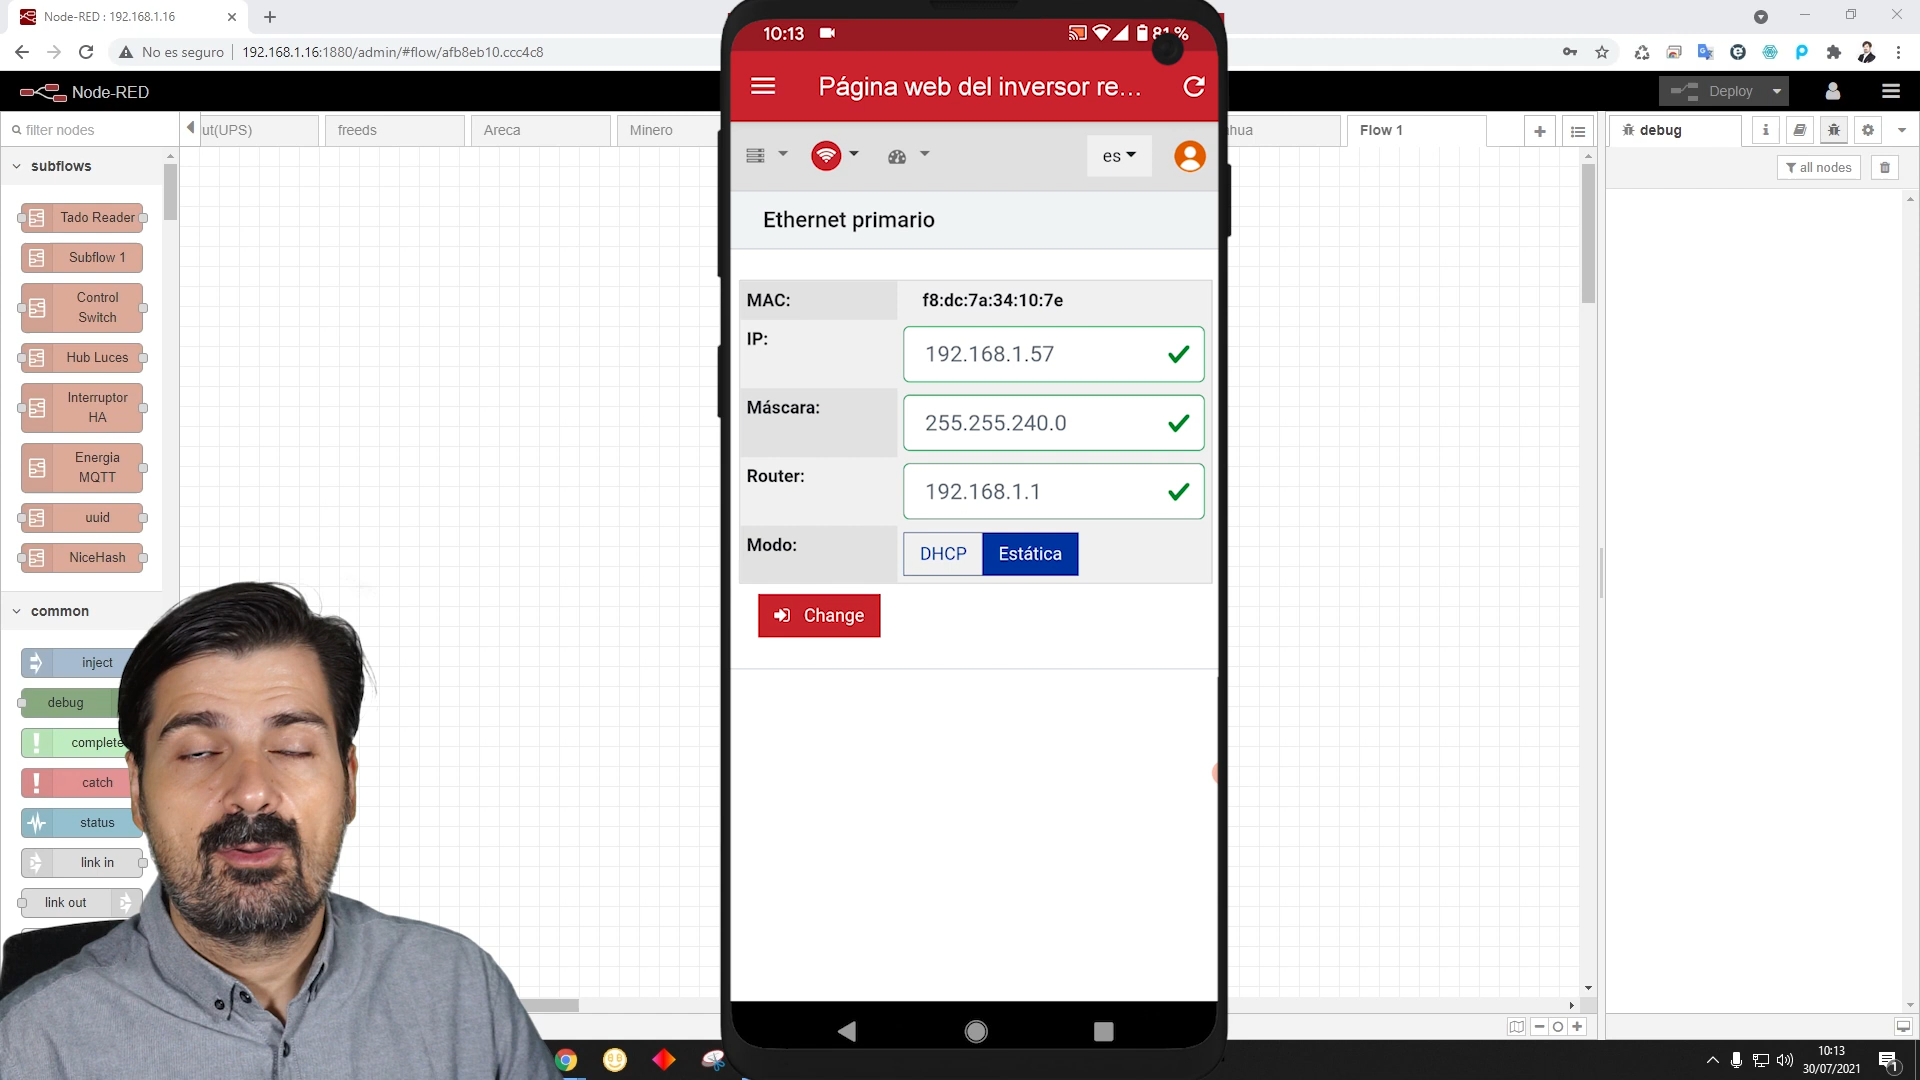 Node-RED : 192.168.1.16
No es seguro
192.168.1.16:1880/admin/#flow/afb8eb10.ccc4c8
Node-RED
Deploy
filter nodes
ut(UPS)
freeds
Areca
Minero
hua
Flow 1
debug
all nodes
subflows
Tado Reader
Subflow 1
Control
Switch
Hub Luces
Interruptor
HA
Energia
MQTT
uuid
NiceHash
common
inject
debug
complete
catch
status
link in
link out
10:13
81%
Página web del inversor re...
es
Ethernet primario
MAC:
f8:dc:7a:34:10:7e
IP:
192.168.1.57
Máscara:
255.255.240.0
Router:
192.168.1.1
Modo:
DHCP
Estática
Change
10:13
30/07/2021
1